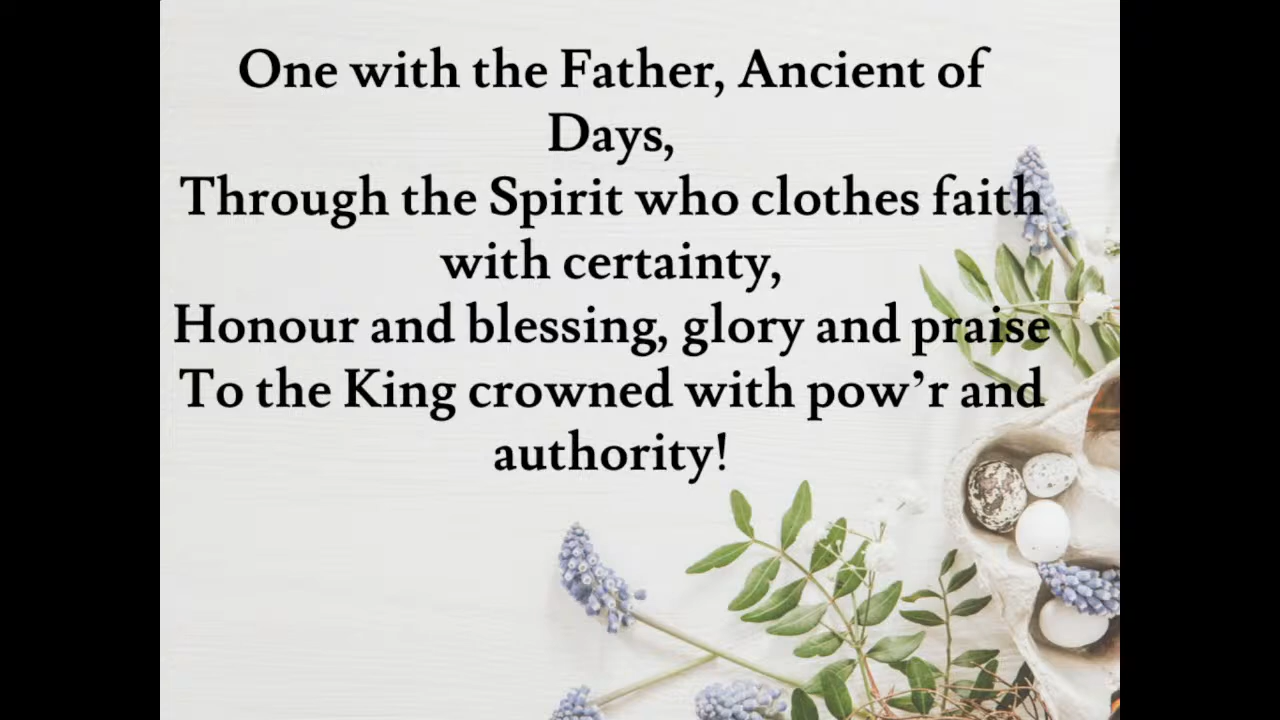 One with the Father, Ancient of
Days,
Through the Spirit who clothes faith
with certainty,
Honour and blessing, glory and praise
To the King crowned with pow’r and
authority!